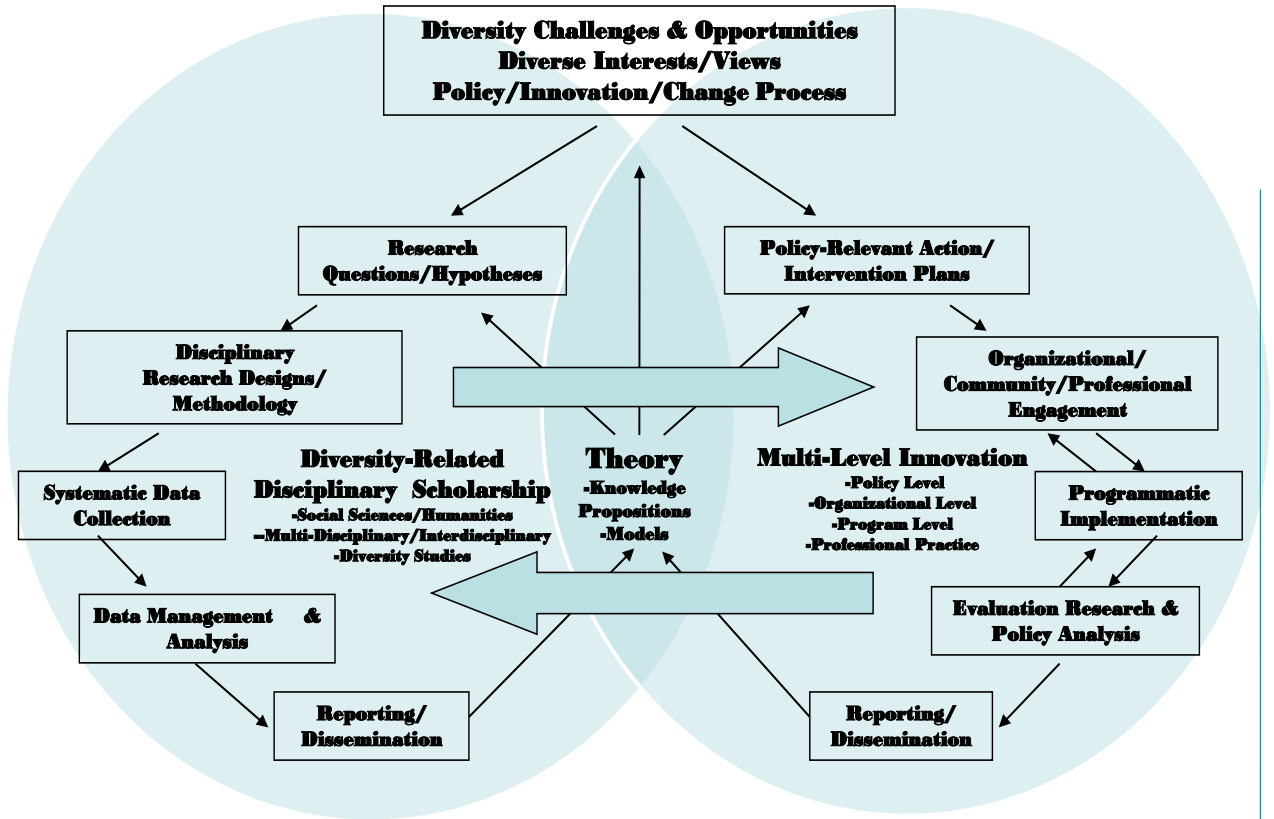 Diversity Challenges & Opportunities
Diverse Interests/Views
Policy/Innovation/Change Process
Research
Questions/Hypotheses
Policy-Relevant Action/
Intervention Plans
Disciplinary
Research Designs/
Methodology
Organizational/
Community/Professional
Engagement
Diversity-Related
Disciplinary Scholarship
-Social Sciences/Humanities
--Multi-Disciplinary/Interdisciplinary
-Diversity Studies
Theory
-Knowledge
Propositions
-Models
Multi-Level Innovation
-Policy Level
-Organizational Level
-Program Level
-Professional Practice
Systematic Data
Collection
Programmatic
Implementation
Data Management &
Analysis
Evaluation Research &
Policy Analysis
Reporting/
Dissemination
Reporting/
Dissemination